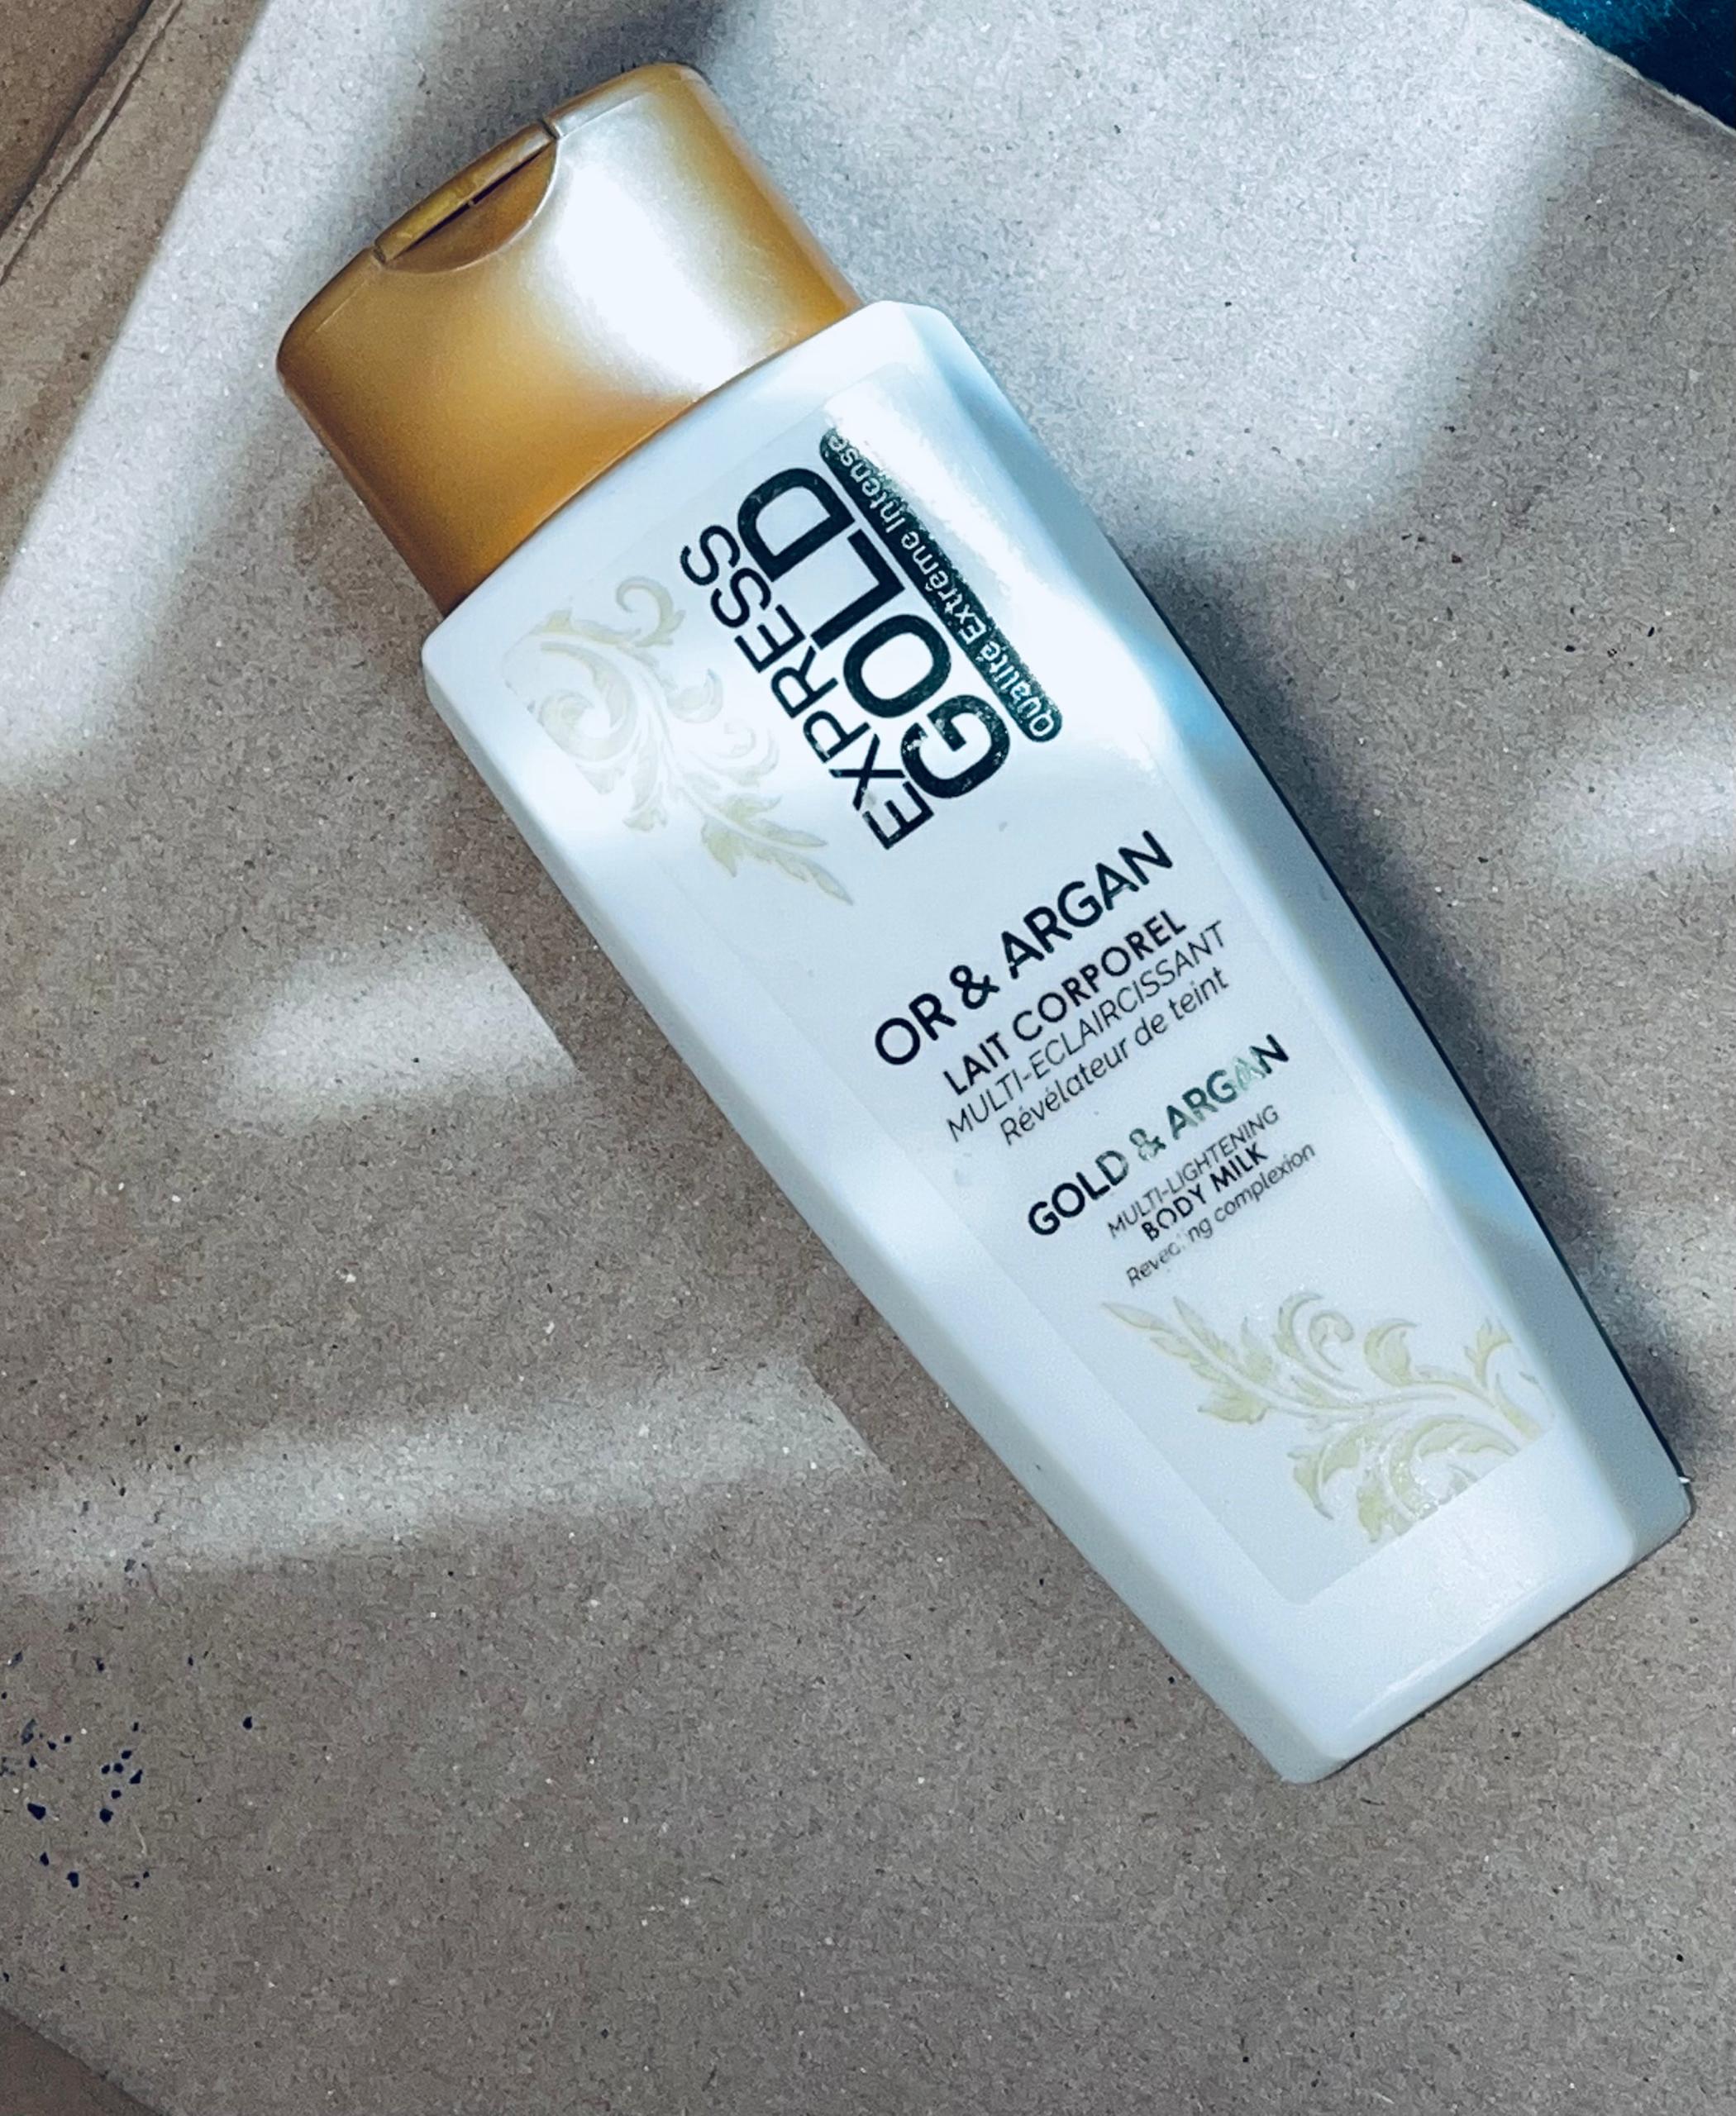 EXPRESS
GOLD
Qualité Extrême Intense
OR & ARGAN
LAIT CORPOREL
MULTI-ECLAIRCISSANT
Révélateur de teint
GOLD & ARGAN
MULTI-LIGHTENING
BODY MILK
Revealing complexion